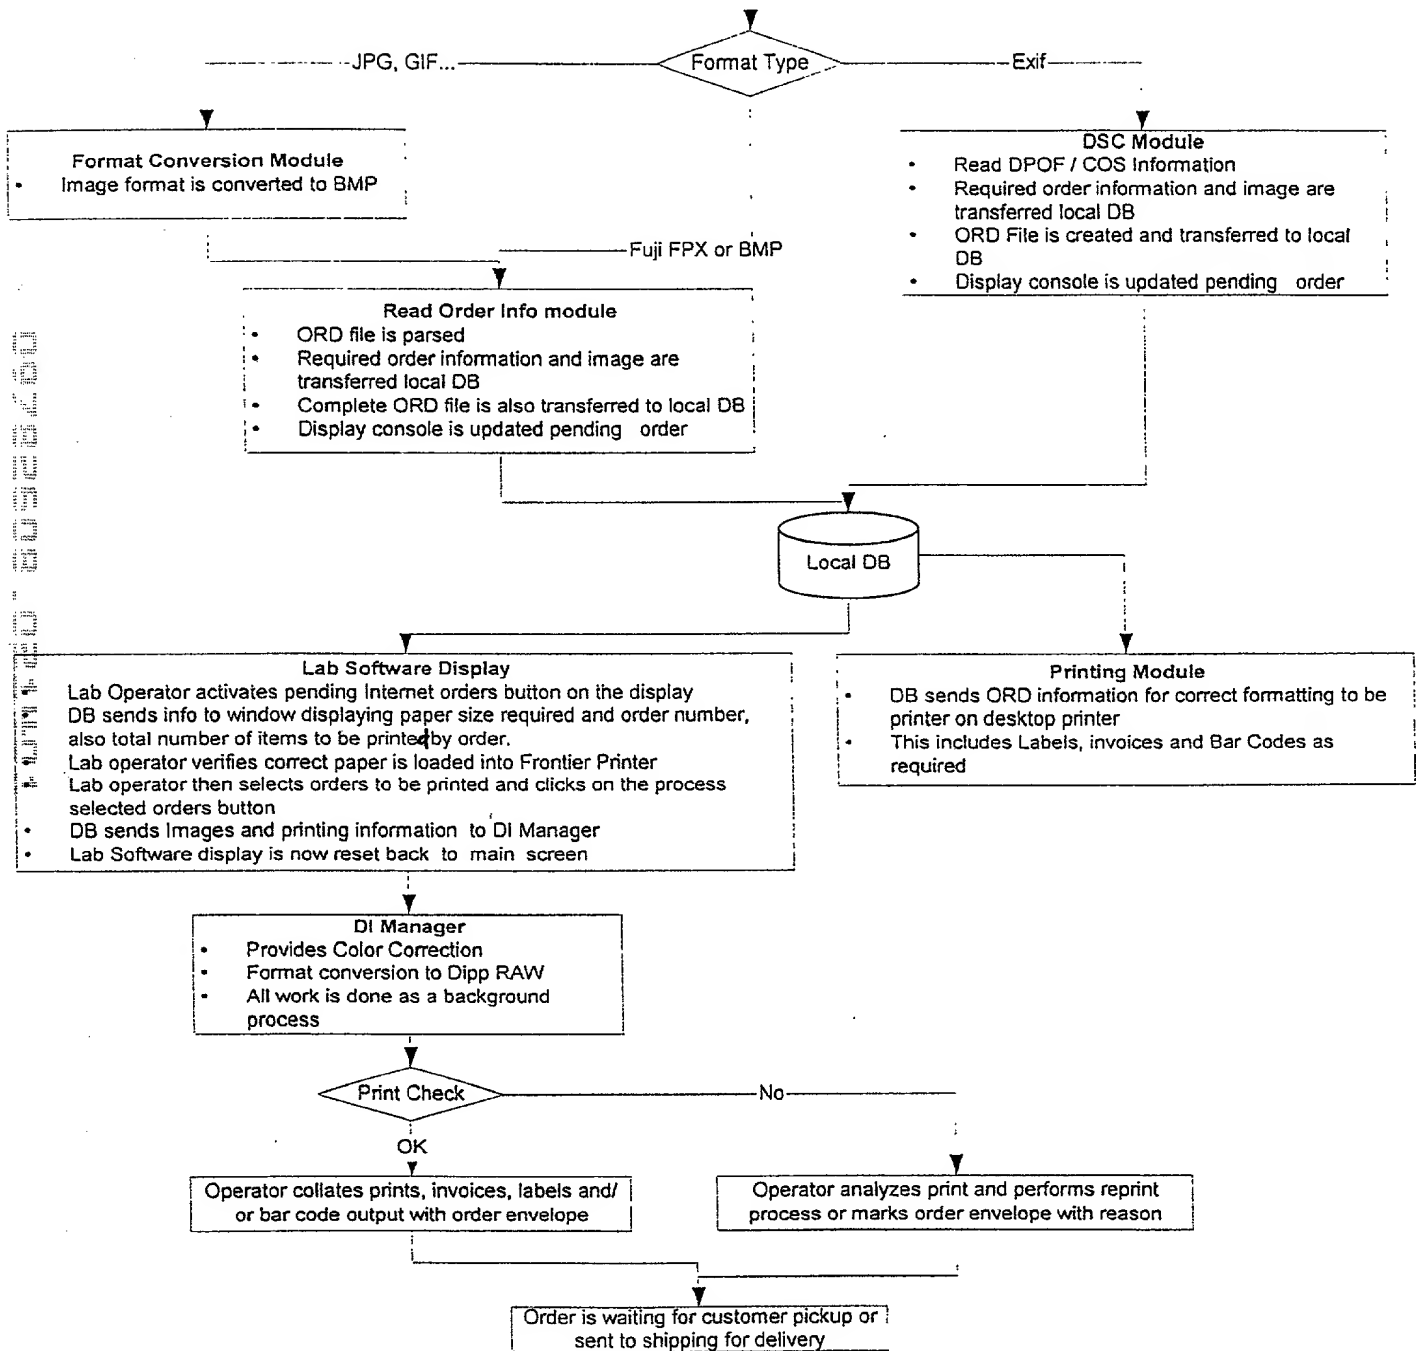 Format Type
JPG, GIF...
Exif
Format Conversion Module
• Image format is converted to BMP
DSC Module
• Read DPOF / COS Information
• Required order information and image are
transferred local DB
• ORD File is created and transferred to local
DB
• Display console is updated pending order
Fuji FPX or BMP
Read Order Info module
• ORD file is parsed
• Required order information and image are
transferred local DB
• Complete ORD file is also transferred to local DB
• Display console is updated pending order
Local DB
Lab Software Display
• Lab Operator activates pending Internet orders button on the display
• DB sends info to window displaying paper size required and order number,
also total number of items to be printed by order.
• Lab operator verifies correct paper is loaded into Frontier Printer
• Lab operator then selects orders to be printed and clicks on the process
selected orders button
• DB sends Images and printing information to DI Manager
• Lab Software display is now reset back to main screen
Printing Module
• DB sends ORD information for correct formatting to be
printer on desktop printer
• This includes Labels, invoices and Bar Codes as
required
DI Manager
• Provides Color Correction
• Format conversion to Dipp RAW
• All work is done as a background
process
Print Check
No
OK
Operator collates prints, invoices, labels and/
or bar code output with order envelope
Operator analyzes print and performs reprint
process or marks order envelope with reason
Order is waiting for customer pickup or
sent to shipping for delivery